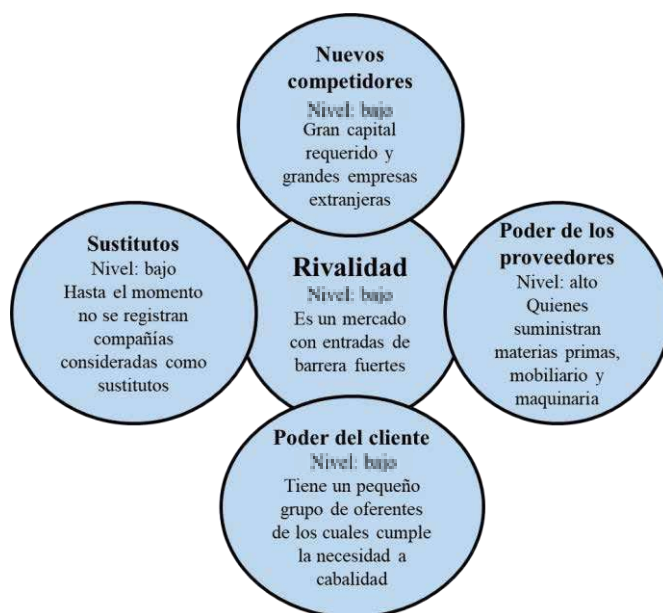 Nuevos
competidores
Nivel: bajo
Gran capital
requerido y
grandes empresas
extranjeras
Sustitutos
Nivel: bajo
Hasta el momento
no se registran
compañías
consideradas como
sustitutos
Rivalidad
Nivel: bajo
Es un mercado
con entradas de
barrera fuertes
Poder de los
proveedores
Nivel: alto
Quienes
suministran
materias primas,
mobiliario y
maquinaria
Poder del cliente
Nivel: bajo
Tiene un pequeño
grupo de oferentes
de los cuales cumple
la necesidad a
cabalidad